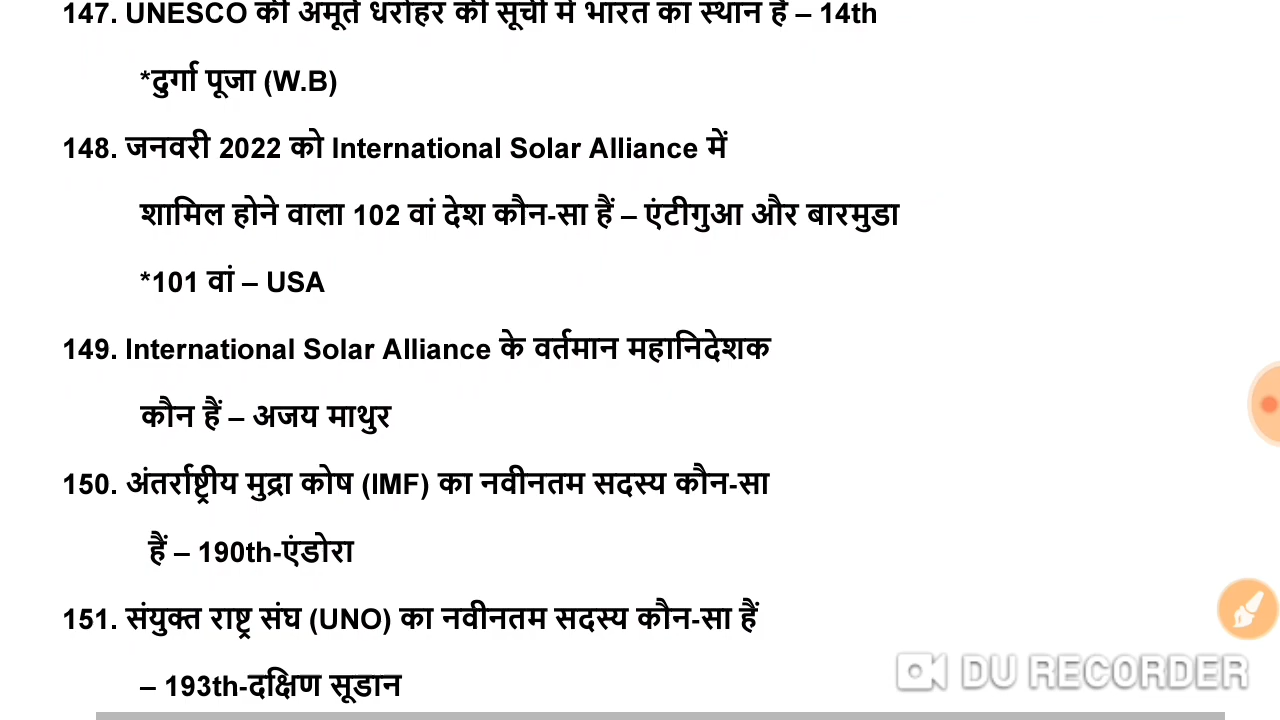 147. UNESCO की अमूर्त धरोहर की सूची में भारत का स्थान हैं – 14th
*दुर्गा पूजा (W.B)
148. जनवरी 2022 को International Solar Alliance में
शामिल होने वाला 102 वां देश कौन-सा हैं – एंटीगुआ और बारमुडा
*101 वां – USA
149. International Solar Alliance के वर्तमान महानिदेशक
कौन हैं – अजय माथुर
150. अंतर्राष्ट्रीय मुद्रा कोष (IMF) का नवीनतम सदस्य कौन-सा
हैं – 190th-एंडोरा
151. संयुक्त राष्ट्र संघ (UNO) का नवीनतम सदस्य कौन-सा हैं
– 193th-दक्षिण सूडान
DU RECORDER